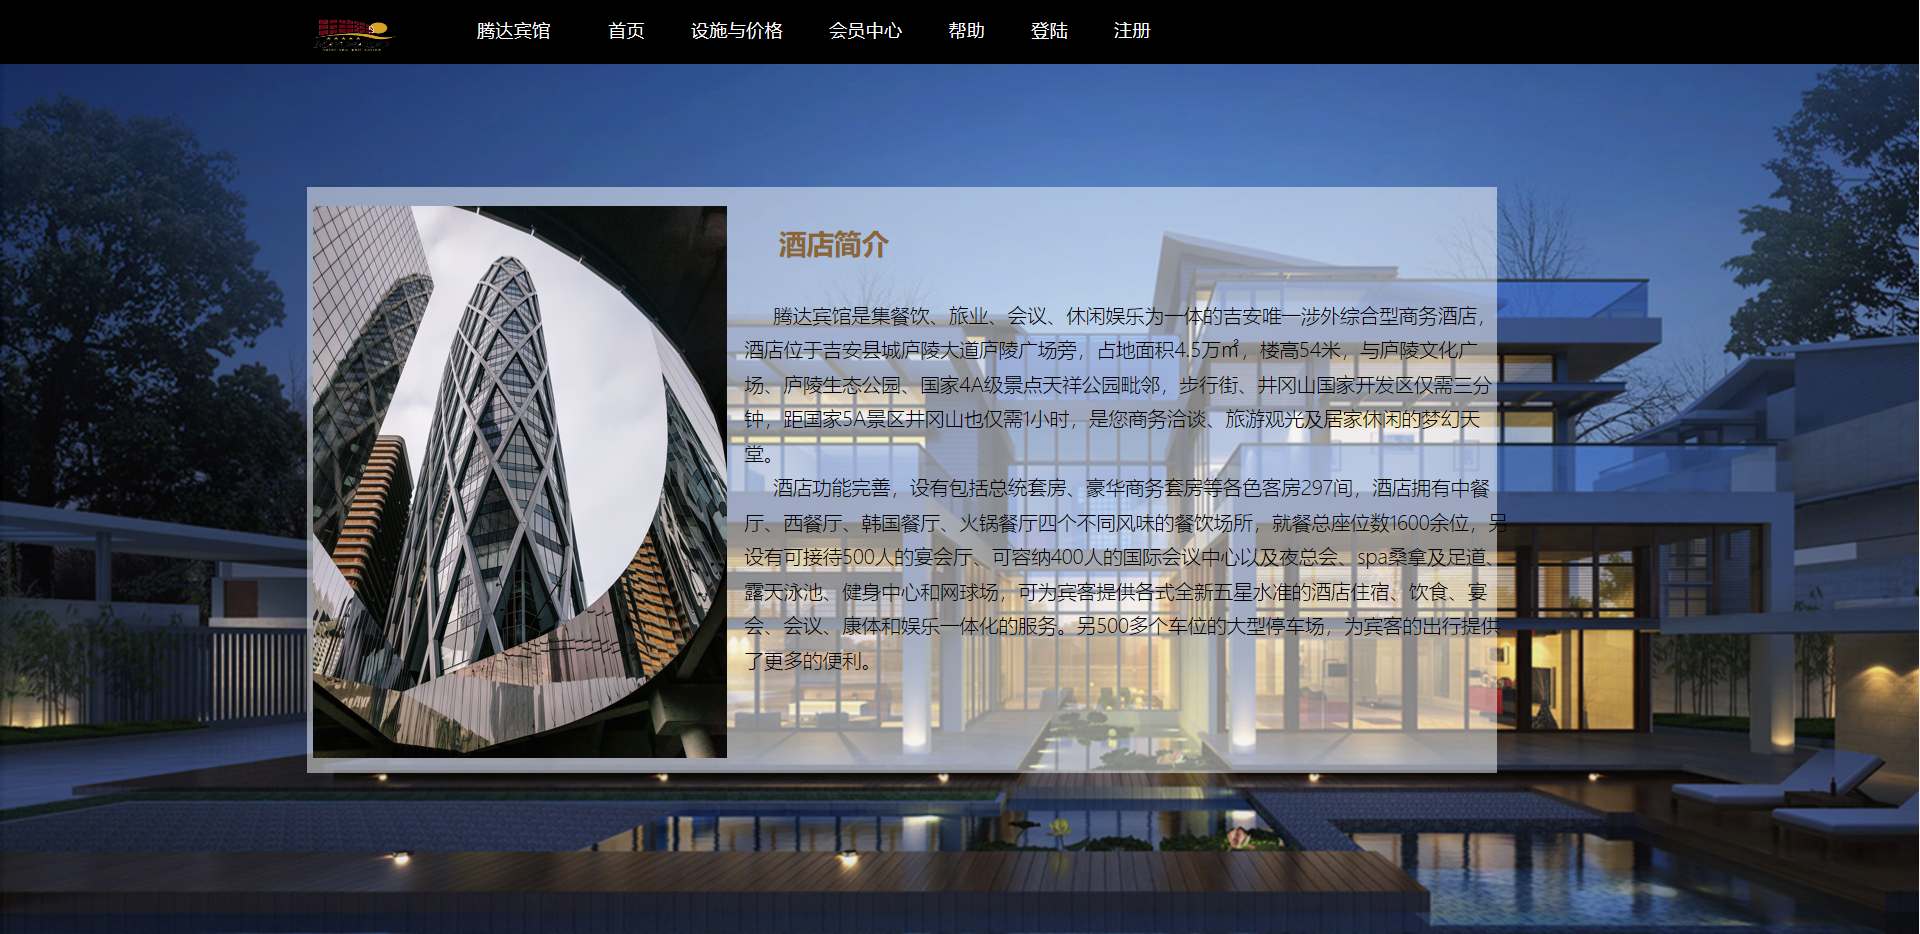 腾达宾馆 首页 设施与价格 会员中心 帮助 登陆 注册
酒店简介
腾达宾馆是集餐饮、旅业、会议、休闲娱乐为一体的吉安唯一涉外综合型商务酒店，
酒店位于吉安县城庐陵大道庐陵广场旁，占地面积4.5万㎡，楼高54米，与庐陵文化广
场、庐陵生态公园、国家4A级景点天祥公园毗邻，步行街、井冈山国家开发区仅需三分
钟，距国家5A景区井冈山也仅需1小时，是您商务洽谈、旅游观光及居家休闲的梦幻天
堂。
酒店功能完善，设有包括总统套房、豪华商务套房等各色客房297间，酒店拥有中餐
厅、西餐厅、韩国餐厅、火锅餐厅四个不同风味的餐饮场所，就餐总座位数1600余位，另
设有可接待500人的宴会厅、可容纳400人的国际会议中心以及夜总会、spa桑拿及足道、
露天泳池、健身中心和网球场，可为宾客提供各式全新五星水准的酒店住宿、饮食、宴
会、会议、康体和娱乐一体化的服务。另500多个车位的大型停车场，为宾客的出行提供
了更多的便利。